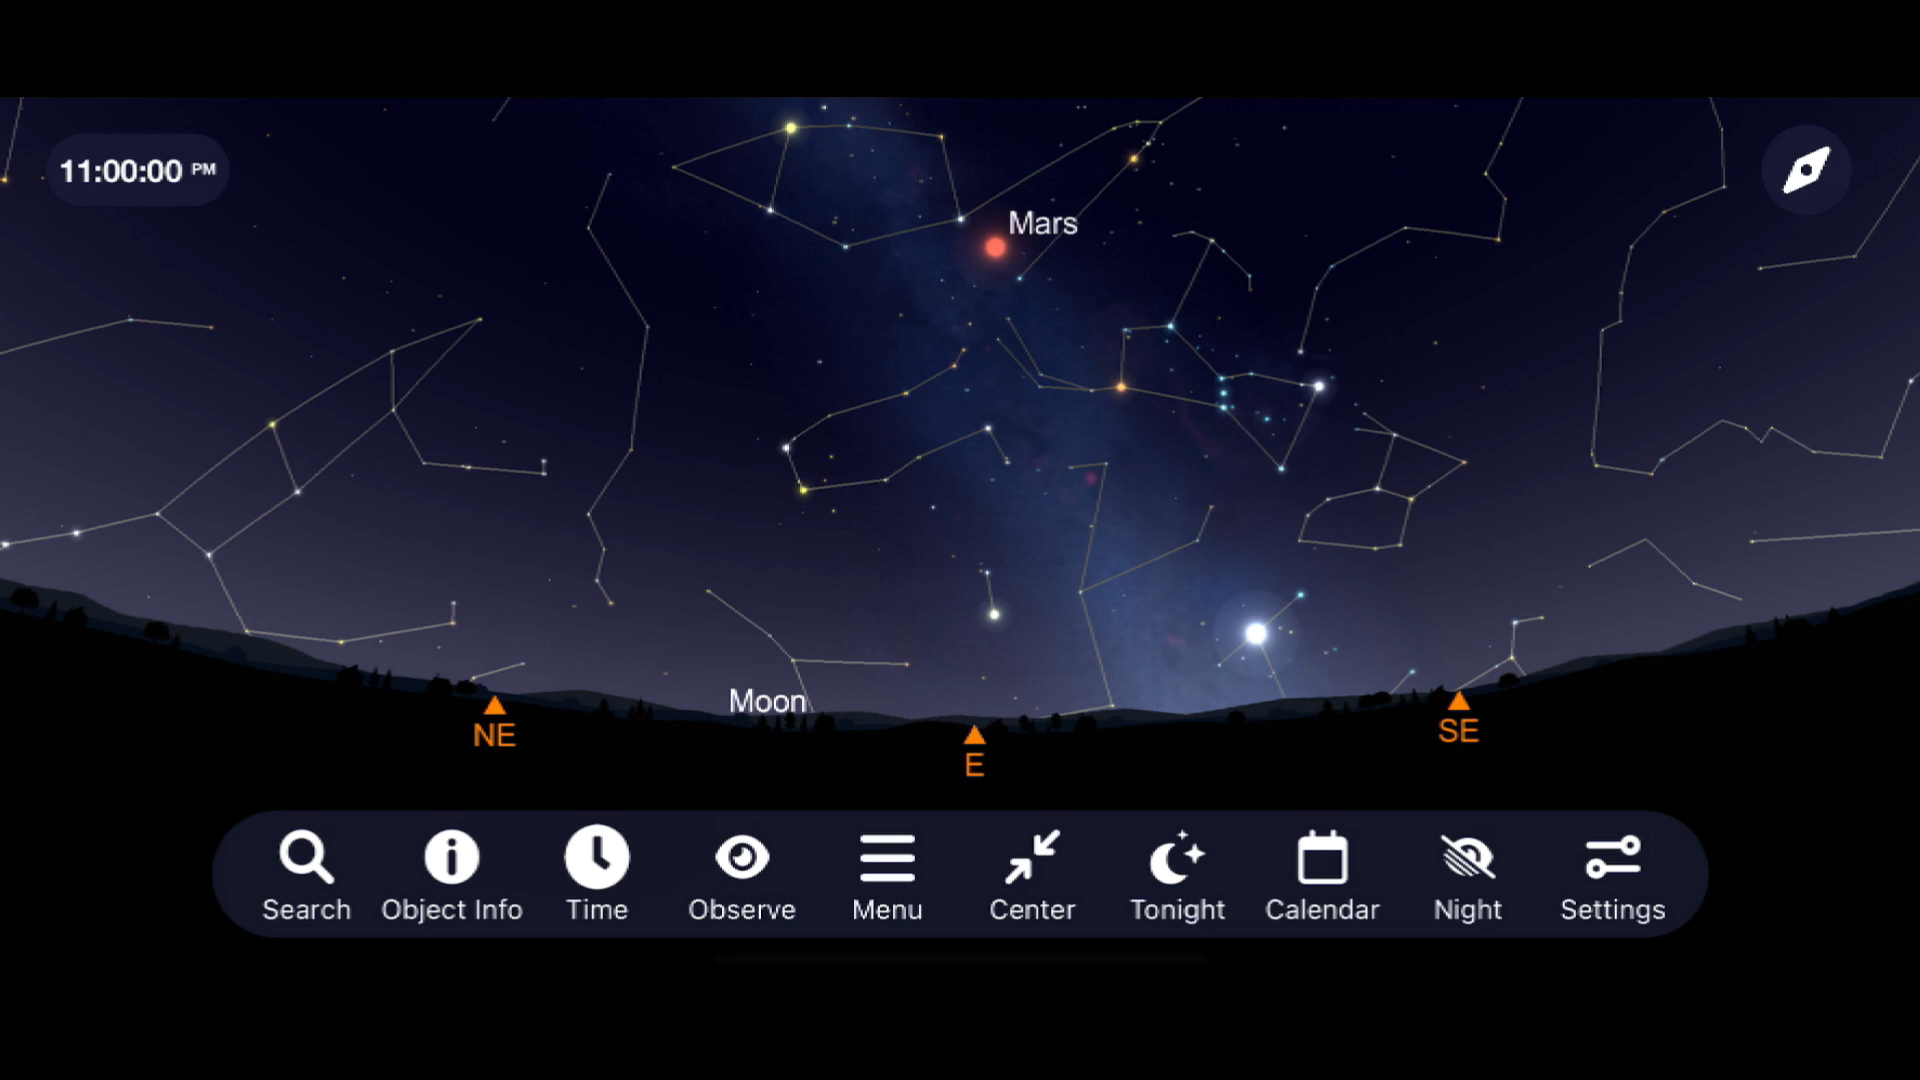 11:00:00 PM
Mars
Moon
NE
E
SE
Search
Object Info
Time
Observe
Menu
Center
Tonight
Calendar
Night
Settings